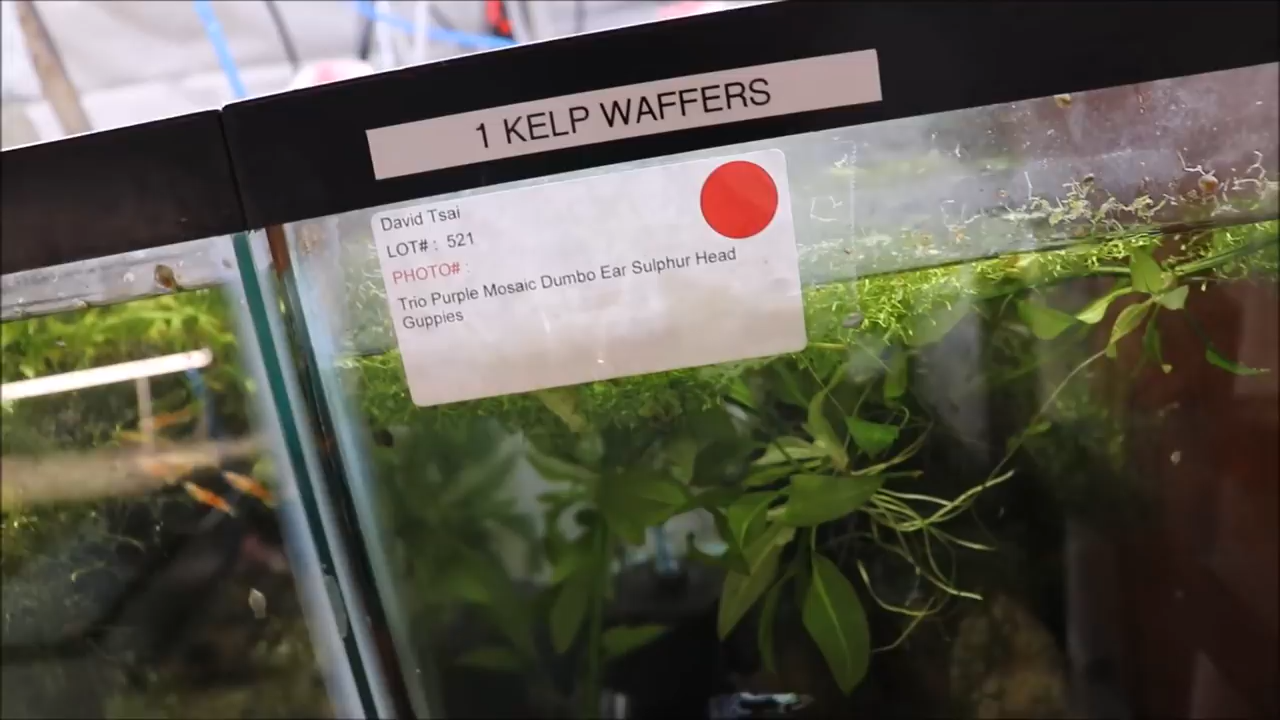 1 KELP WAFFERS
David Tsai
LOT# : 521
PHOTO# :
Trio Purple Mosaic Dumbo Ear Sulphur Head
Guppies